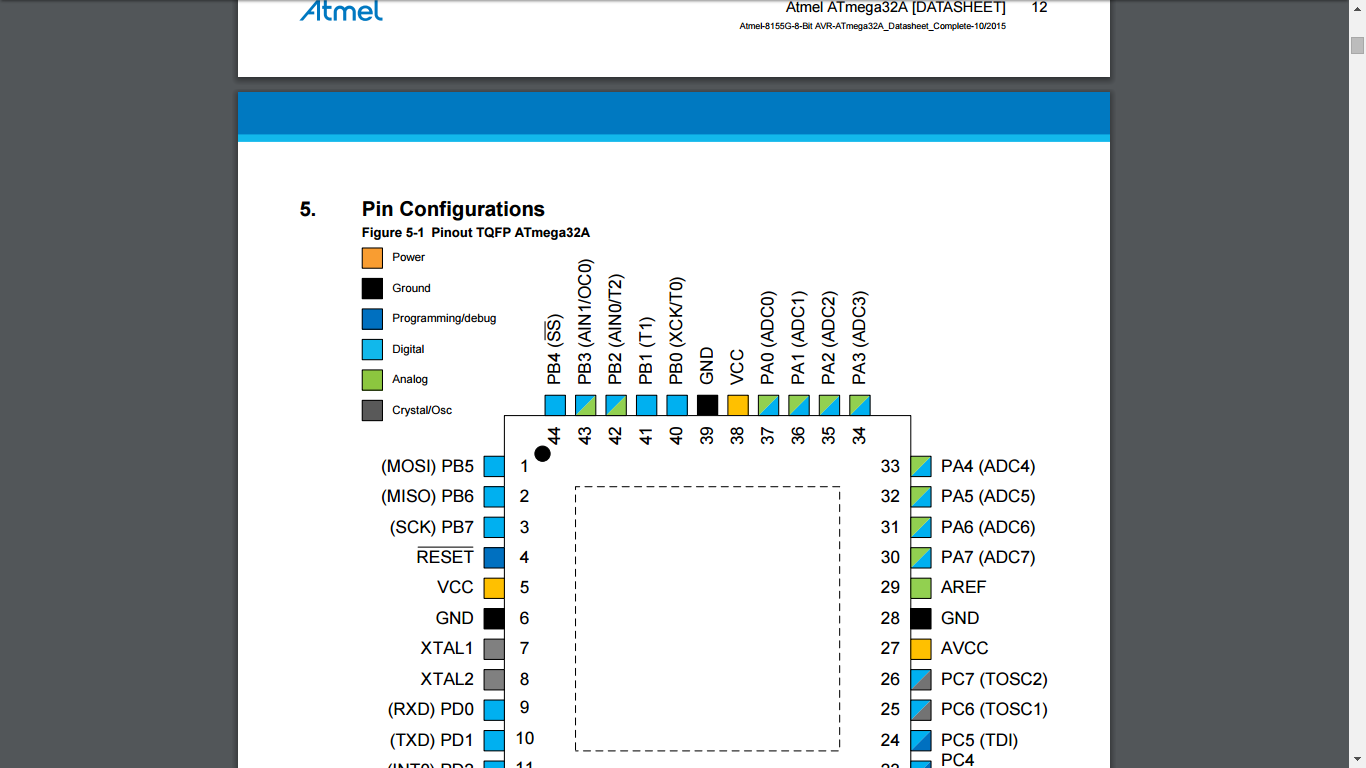 Atmel
Atmel ATmega32A [DATASHEET] 12
Atmel-8155G-8-Bit AVR-ATmega32A_Datasheet_Complete-10/2015
5. Pin Configurations
Figure 5-1 Pinout TQFP ATmega32A
Power
Ground
Programming/debug
Digital
Analog
Crystal/Osc
PB4 (SS)
PB3 (AIN1/OC0)
PB2 (AIN0/T2)
PB1 (T1)
PB0 (XCK/T0)
GND
VCC
PA0 (ADC0)
PA1 (ADC1)
PA2 (ADC2)
PA3 (ADC3)
44
43
42
41
40
39
38
37
36
35
34
(MOSI) PB5 1
(MISO) PB6 2
(SCK) PB7 3
RESET 4
VCC 5
GND 6
XTAL1 7
XTAL2 8
(RXD) PD0 9
(TXD) PD1 10
(INT0) PD2 11
33 PA4 (ADC4)
32 PA5 (ADC5)
31 PA6 (ADC6)
30 PA7 (ADC7)
29 AREF
28 GND
27 AVCC
26 PC7 (TOSC2)
25 PC6 (TOSC1)
24 PC5 (TDI)
23 PC4